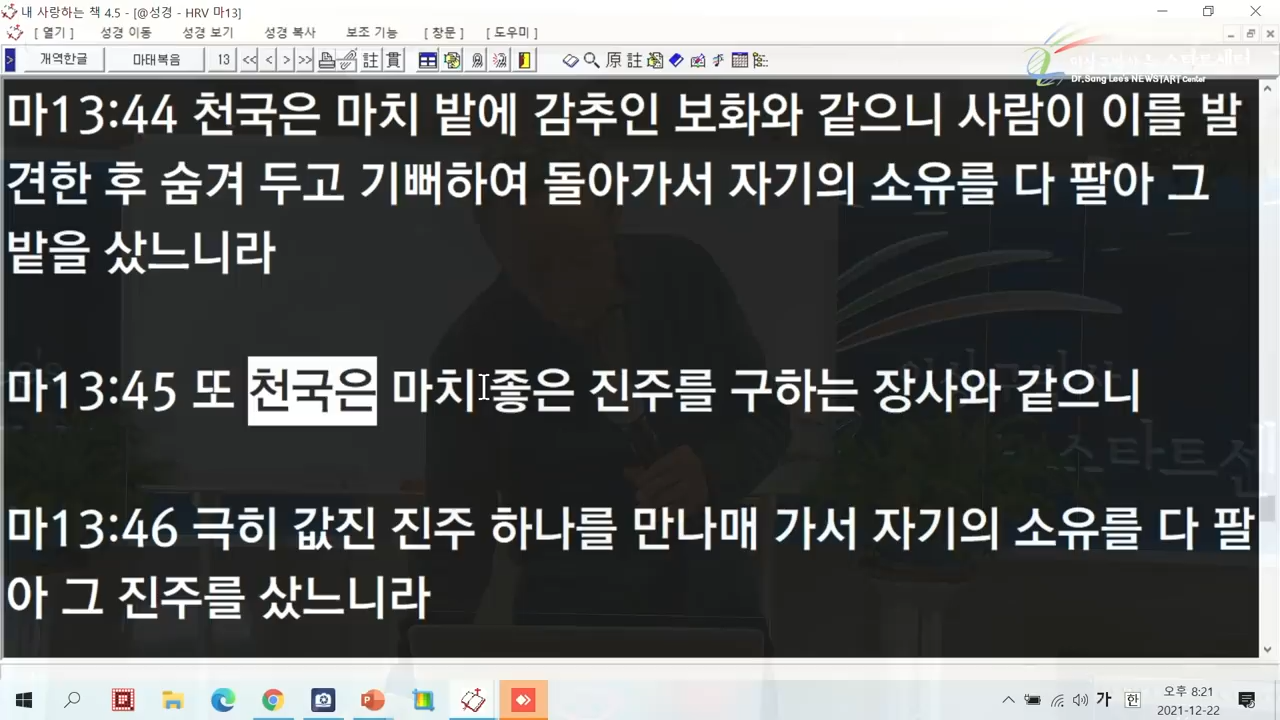 내 사랑하는 책 4.5 - [@성경 - HRV 마13]
[ 열기 ] 성경 이동 성경 보기 성경 복사 보조 기능 [ 창문 ] [ 도우미 ]
> 개역한글 마태복음 13 << < > >> 註 貫 原 註
Dr.Sang Lee's NEWSTART Center
마13:44 천국은 마치 밭에 감추인 보화와 같으니 사람이 이를 발
견한 후 숨겨 두고 기뻐하여 돌아가서 자기의 소유를 다 팔아 그
밭을 샀느니라
마13:45 또 천국은 마치 좋은 진주를 구하는 장사와 같으니
마13:46 극히 값진 진주 하나를 만나매 가서 자기의 소유를 다 팔
아 그 진주를 샀느니라
가 한 오후 8:21
2021-12-22